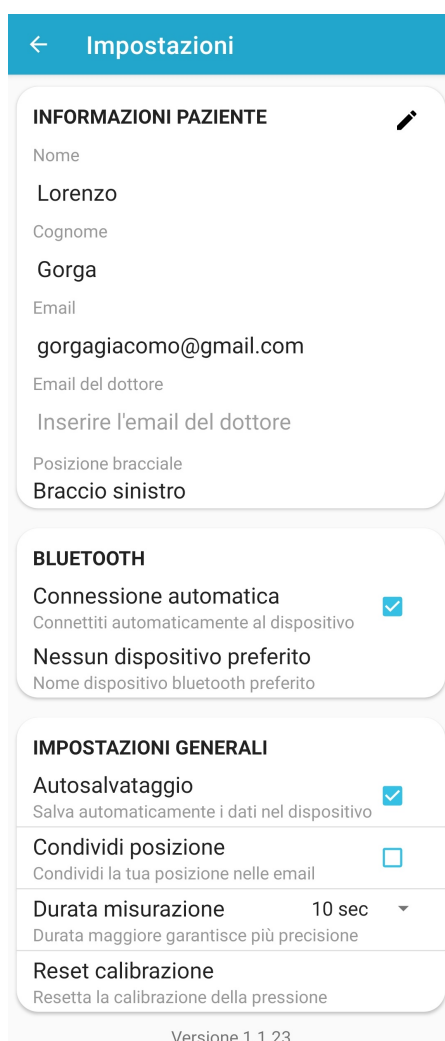 Impostazioni
INFORMAZIONI PAZIENTE
Nome
Lorenzo
Cognome
Gorga
Email
gorgagiacomo@gmail.com
Email del dottore
Inserire l'email del dottore
Posizione bracciale
Braccio sinistro
BLUETOOTH
Connessione automatica
Connettiti automaticamente al dispositivo
Nessun dispositivo preferito
Nome dispositivo bluetooth preferito
IMPOSTAZIONI GENERALI
Autosalvataggio
Salva automaticamente i dati nel dispositivo
Condividi posizione
Condividi la tua posizione nelle email
Durata misurazione 10 sec
Durata maggiore garantisce più precisione
Reset calibrazione
Resetta la calibrazione della pressione
Versione 1.1.23